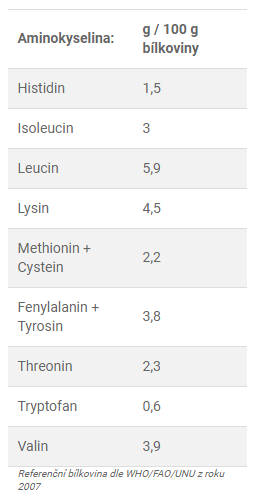 Aminokyselina: g / 100 g
bílkoviny
Histidin 1,5
Isoleucin 3
Leucin 5,9
Lysin 4,5
Methionin +
Cystein 2,2
Fenylalanin +
Tyrosin 3,8
Threonin 2,3
Tryptofan 0,6
Valin 3,9
Referenční bílkovina dle WHO/FAO/UNU z roku
2007